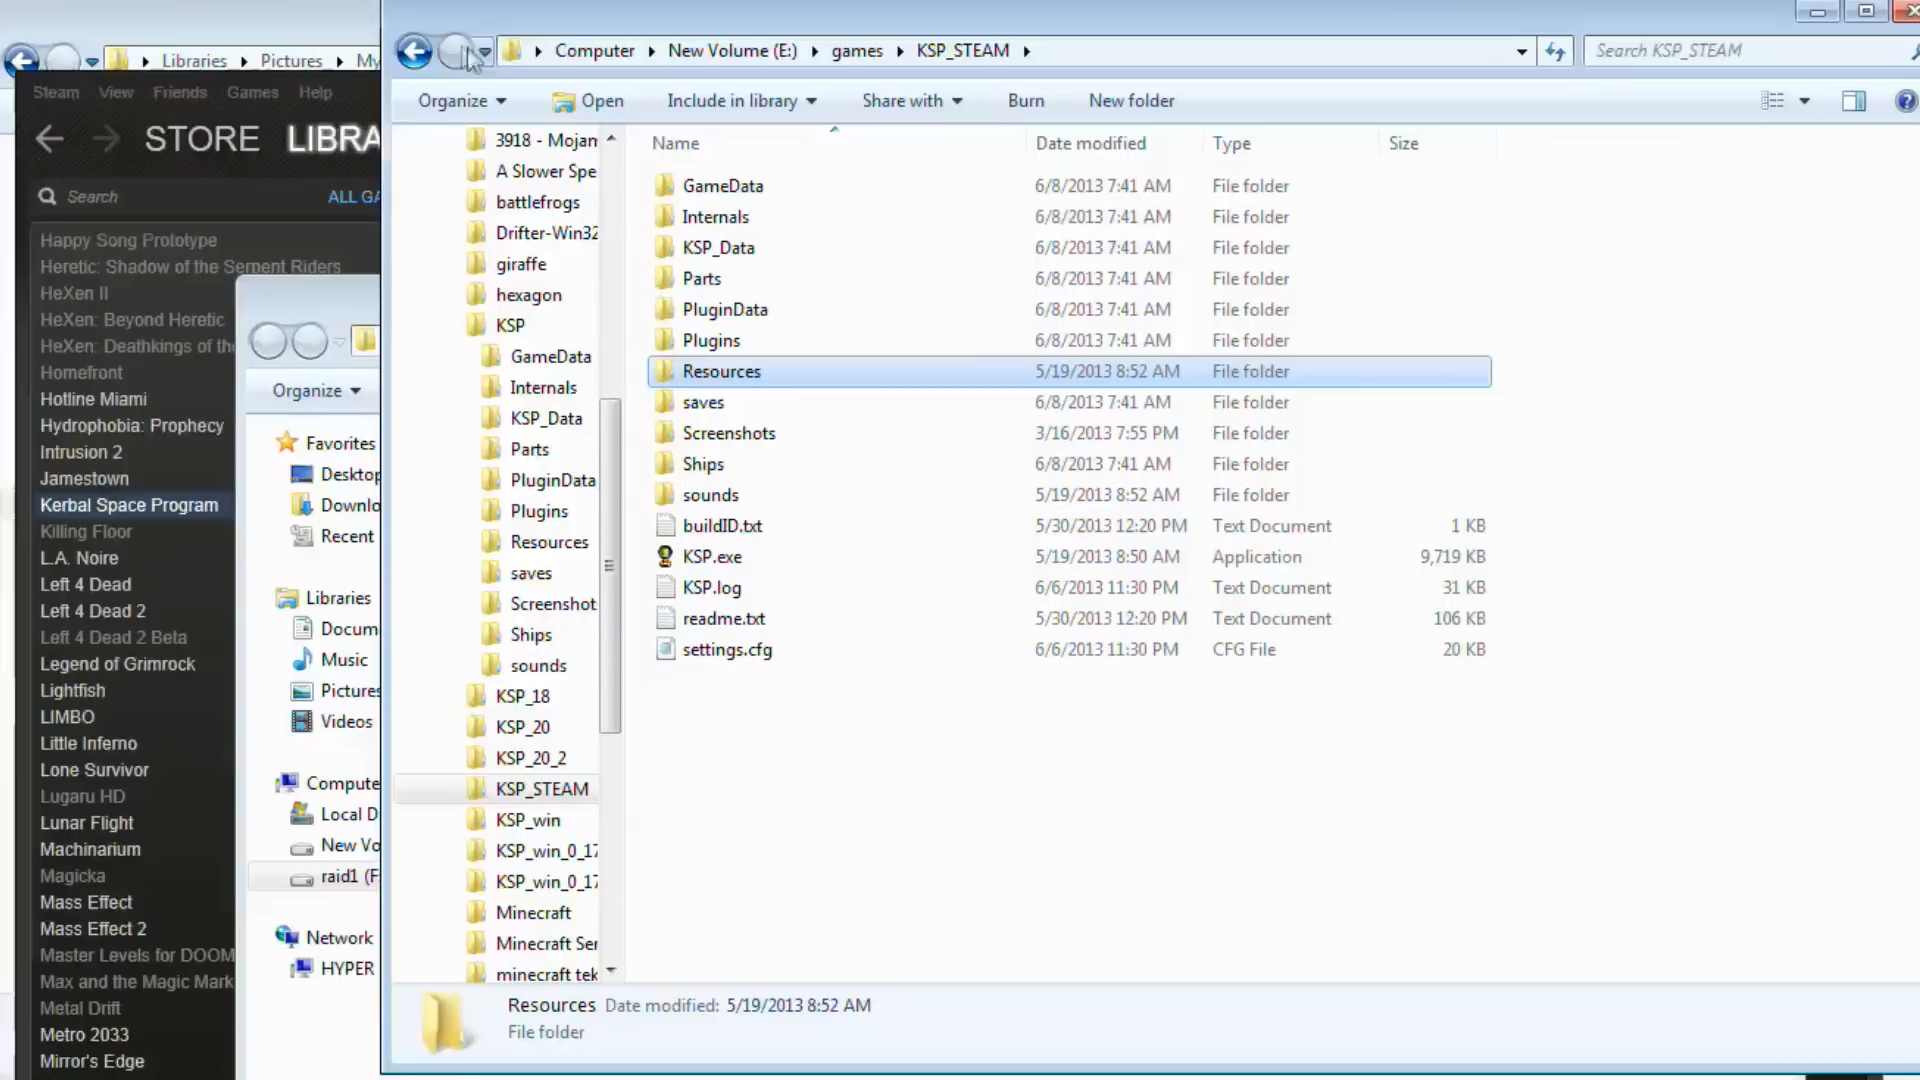 Libraries Pictures My
Steam View Friends Games Help
STORE LIBRA
Search ALL GA
Happy Song Prototype
Heretic: Shadow of the Serpent Riders
HeXen II
HeXen: Beyond Heretic
HeXen: Deathkings of the
Homefront
Hotline Miami
Hydrophobia: Prophecy
Intrusion 2
Jamestown
Kerbal Space Program
Killing Floor
L.A. Noire
Left 4 Dead
Left 4 Dead 2
Left 4 Dead 2 Beta
Legend of Grimrock
Lightfish
LIMBO
Little Inferno
Lone Survivor
Lugaru HD
Lunar Flight
Machinarium
Magicka
Mass Effect
Mass Effect 2
Master Levels for DOOM
Max and the Magic Mark
Metal Drift
Metro 2033
Mirror's Edge
Organize
Favorites
Desktop
Downlo
Recent
Libraries
Docum
Music
Pictures
Videos
Compute
Local D
New Vo
raid1 (F
Network
HYPER
Computer New Volume (E:) games KSP_STEAM
Search KSP_STEAM
Organize Open Include in library Share with Burn New folder
3918 - Mojam
A Slower Spe
battlefrogs
Drifter-Win32
giraffe
hexagon
KSP
GameData
Internals
KSP_Data
Parts
PluginData
Plugins
Resources
saves
Screenshot
Ships
sounds
KSP_18
KSP_20
KSP_20_2
KSP_STEAM
KSP_win
KSP_win_0_17
KSP_win_0_17
Minecraft
Minecraft Ser
minecraft tek
Name Date modified Type Size
GameData 6/8/2013 7:41 AM File folder
Internals 6/8/2013 7:41 AM File folder
KSP_Data 6/8/2013 7:41 AM File folder
Parts 6/8/2013 7:41 AM File folder
PluginData 6/8/2013 7:41 AM File folder
Plugins 6/8/2013 7:41 AM File folder
Resources 5/19/2013 8:52 AM File folder
saves 6/8/2013 7:41 AM File folder
Screenshots 3/16/2013 7:55 PM File folder
Ships 6/8/2013 7:41 AM File folder
sounds 5/19/2013 8:52 AM File folder
buildID.txt 5/30/2013 12:20 PM Text Document 1 KB
KSP.exe 5/19/2013 8:50 AM Application 9,719 KB
KSP.log 6/6/2013 11:30 PM Text Document 31 KB
readme.txt 5/30/2013 12:20 PM Text Document 106 KB
settings.cfg 6/6/2013 11:30 PM CFG File 20 KB
Resources Date modified: 5/19/2013 8:52 AM
File folder